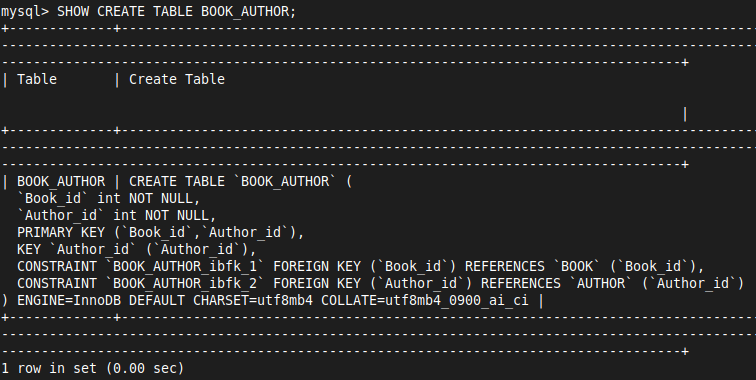 mysql> SHOW CREATE TABLE BOOK_AUTHOR;
+-------------+--------------------------------------------------------------------------------
----------------------------------------------------------------------------------------------
-------------------------------------------------------------------------------------+
| Table       | Create Table
|
+-------------+--------------------------------------------------------------------------------
----------------------------------------------------------------------------------------------
-------------------------------------------------------------------------------------+
| BOOK_AUTHOR | CREATE TABLE `BOOK_AUTHOR` (
  `Book_id` int NOT NULL,
  `Author_id` int NOT NULL,
  PRIMARY KEY (`Book_id`,`Author_id`),
  KEY `Author_id` (`Author_id`),
  CONSTRAINT `BOOK_AUTHOR_ibfk_1` FOREIGN KEY (`Book_id`) REFERENCES `BOOK` (`Book_id`),
  CONSTRAINT `BOOK_AUTHOR_ibfk_2` FOREIGN KEY (`Author_id`) REFERENCES `AUTHOR` (`Author_id`)
) ENGINE=InnoDB DEFAULT CHARSET=utf8mb4 COLLATE=utf8mb4_0900_ai_ci |
+-------------+--------------------------------------------------------------------------------
----------------------------------------------------------------------------------------------
-------------------------------------------------------------------------------------+
1 row in set (0.00 sec)